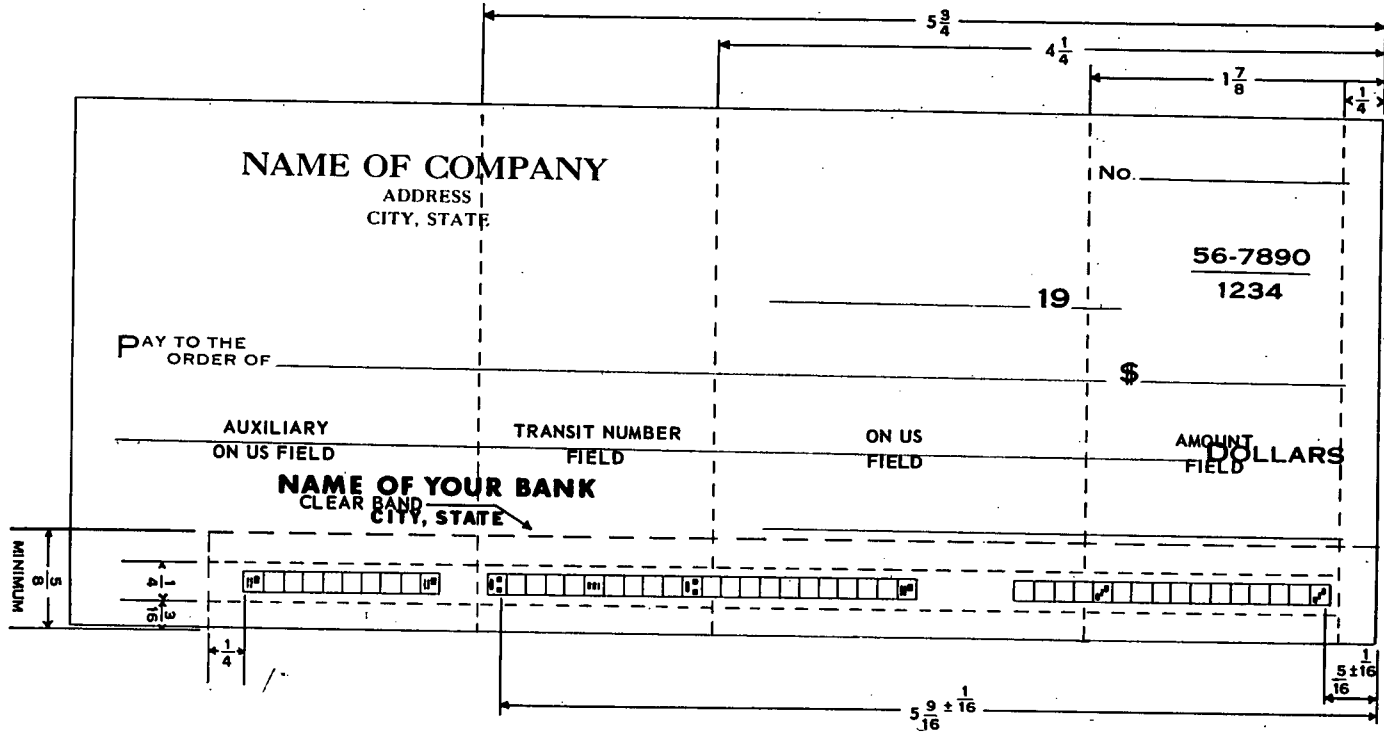 5 3/4
4 1/4
1 7/8
1/4
NAME OF COMPANY
ADDRESS
CITY, STATE
No.
56-7890
1234
19
PAY TO THE
ORDER OF
$
AUXILIARY
ON US FIELD
TRANSIT NUMBER
FIELD
ON US
FIELD
AMOUNT
FIELD
DOLLARS
NAME OF YOUR BANK
CLEAR BAND
CITY, STATE
MINIMUM
5/8
1/4
3/16
1/4
5/16 ± 1/16
5 9/16 ± 1/16